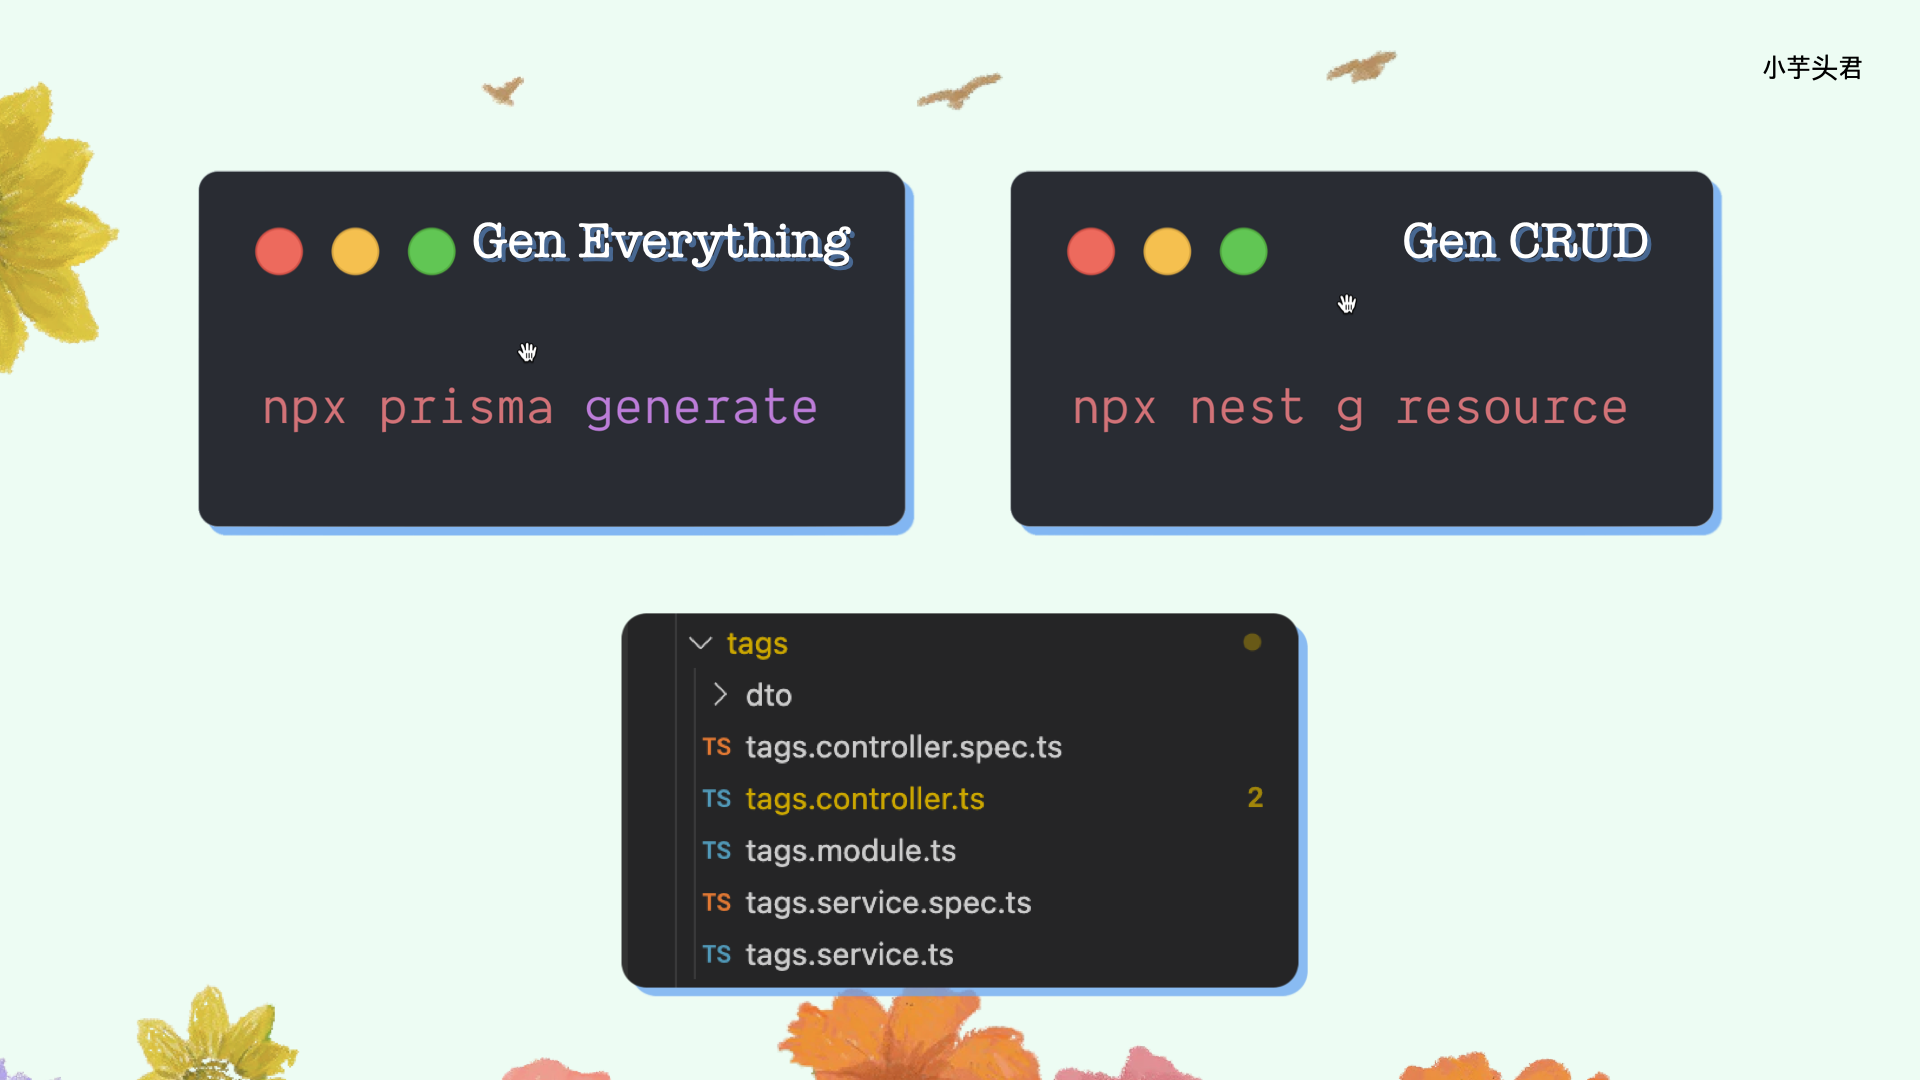 小芋头君
Gen Everything
npx prisma generate
Gen CRUD
npx nest g resource
tags
dto
TS tags.controller.spec.ts
TS tags.controller.ts 2
TS tags.module.ts
TS tags.service.spec.ts
TS tags.service.ts